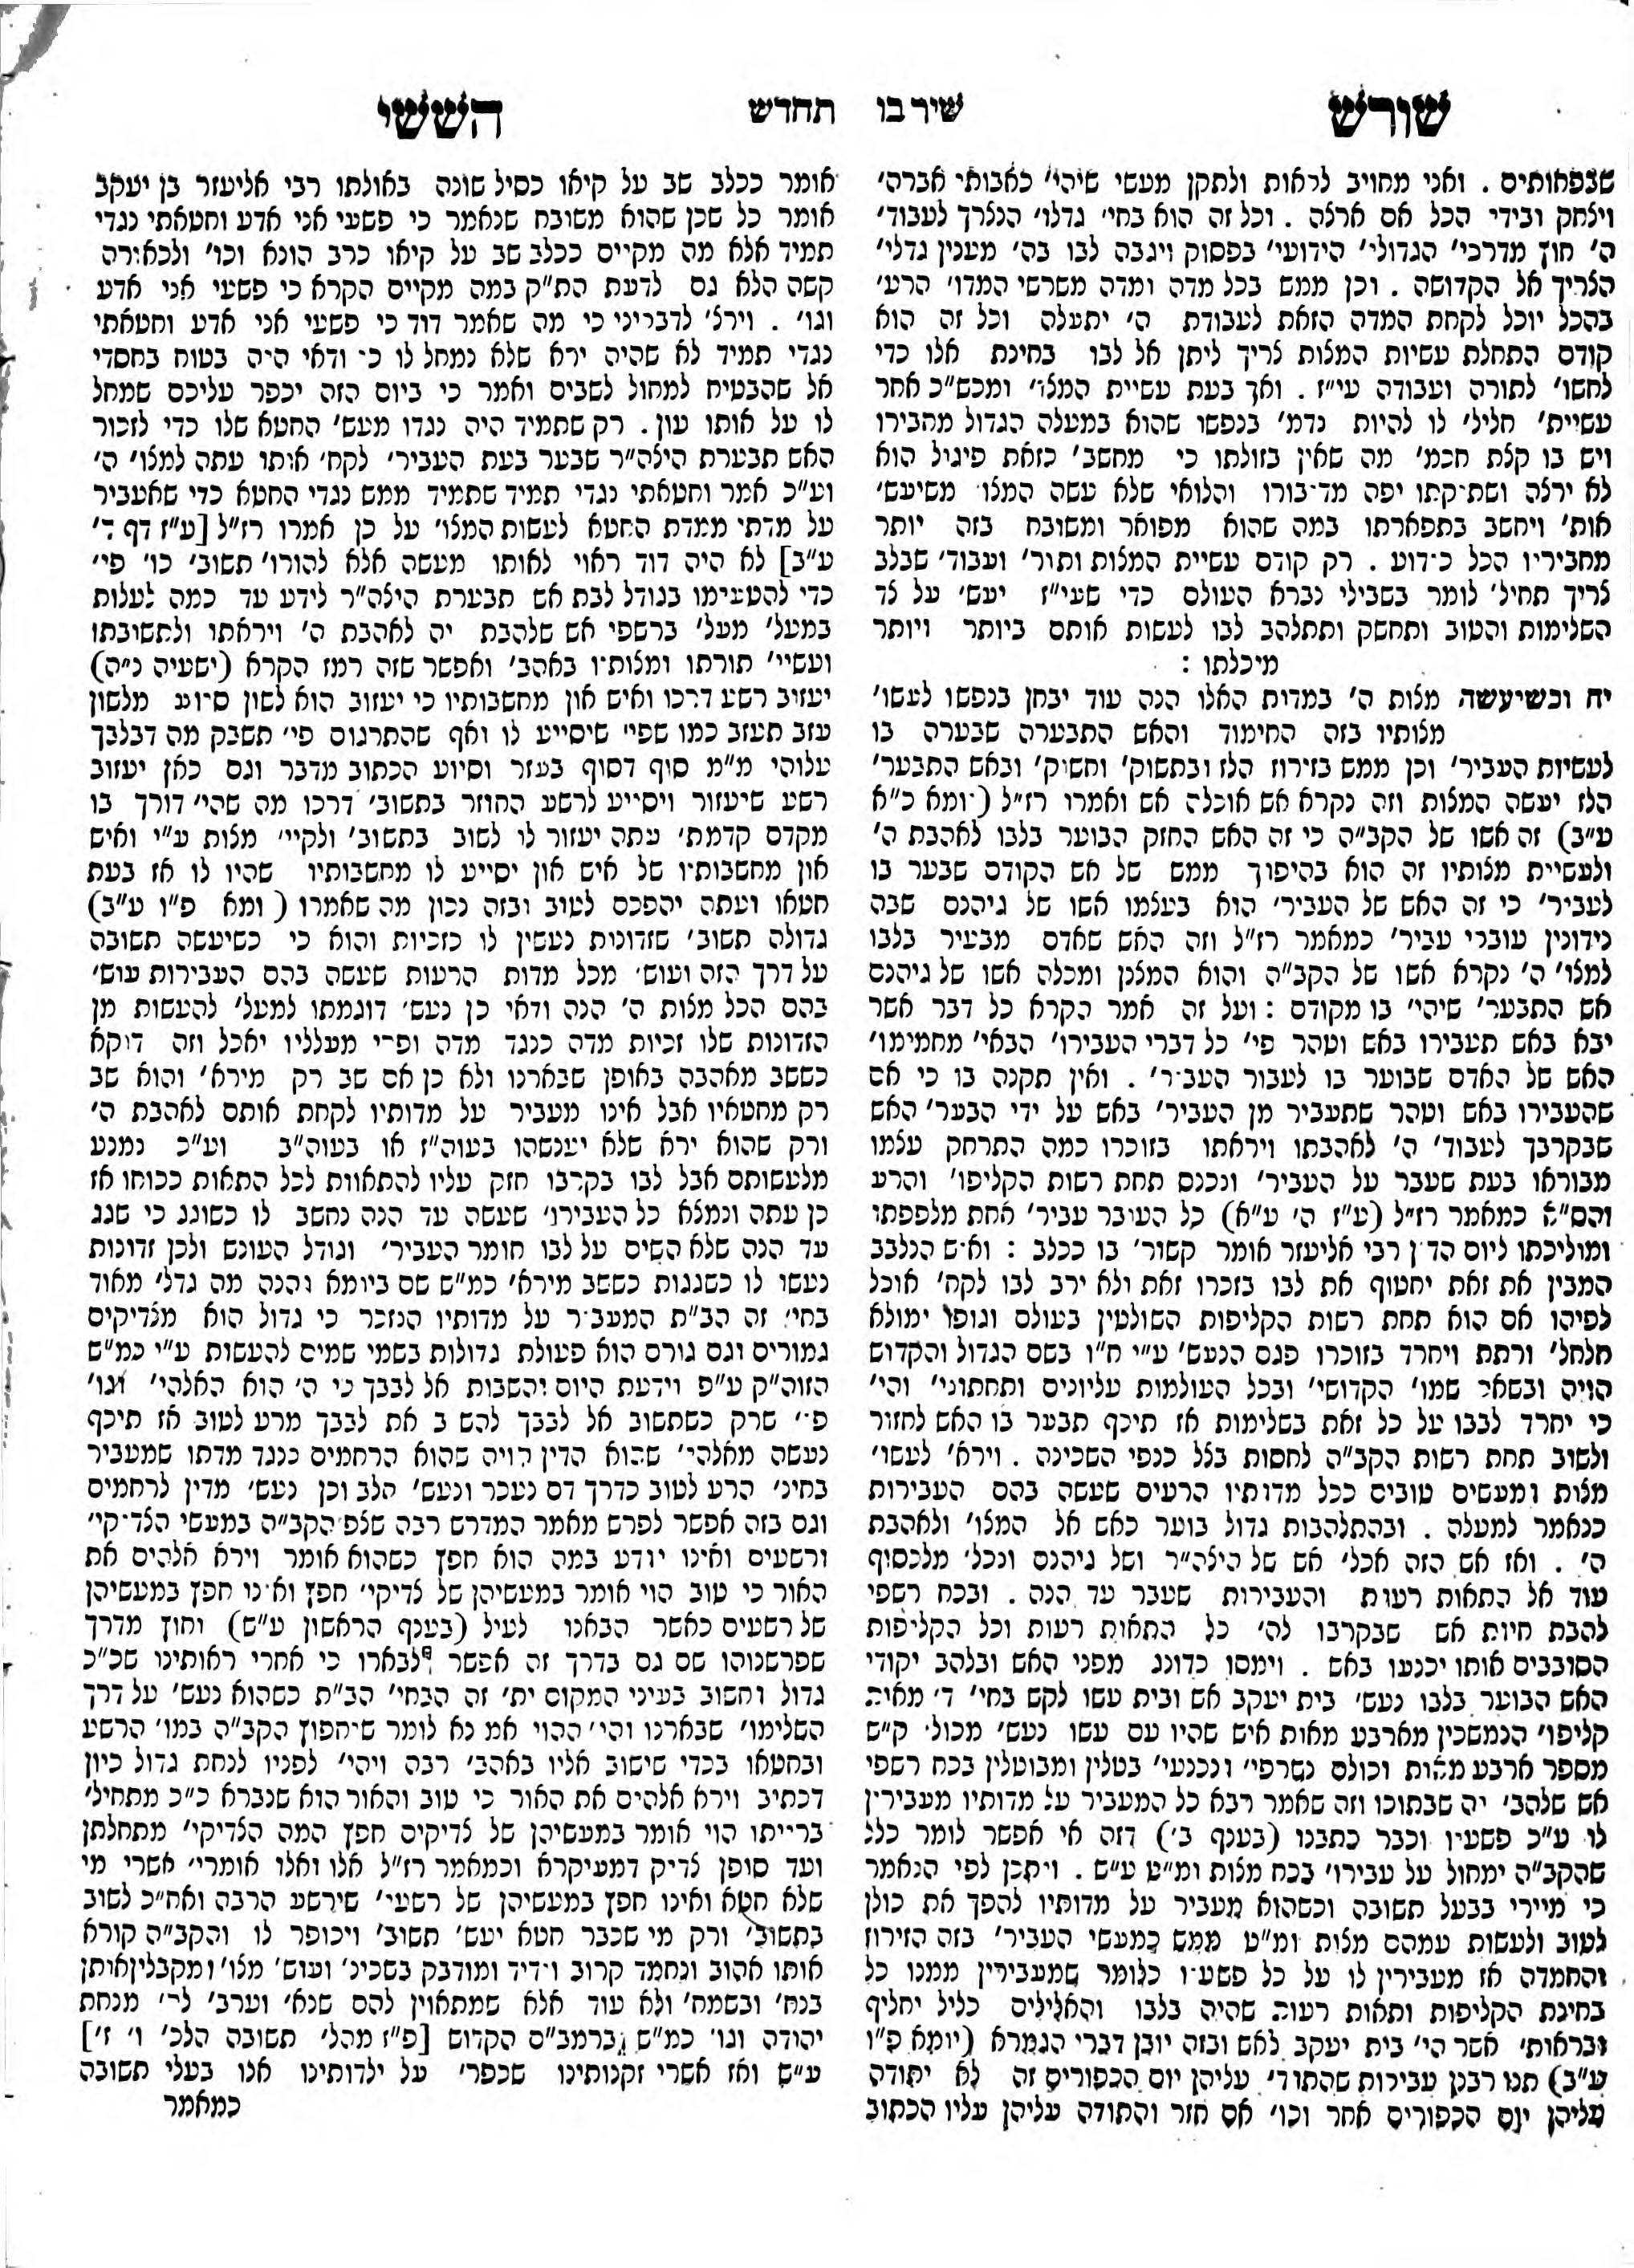 שורש שיר בו תחדש הששי
שבפחותים . ואני מחויב לראות ולתקן מעשי שיהי' כאבותי אברה'
ויצחק ובידי הכל אם ארצה . וכל זה הוא בחי' גדלו' הנצרך לעבוד'
ה' חוץ מדרכי' הגדולי' הידועי' בפסוק ויגבה לבו בה' מענין גדלי'
הצריך אל הקדושה . וכן ממש בכל מדה ומדה משרשי המדו' הרע'
בהכל יוכל לקחת המדה הזאת לעבודת ה' יתעלה וכל זה הוא
קודם התחלת עשיות המצות צריך ליתן אל לבו בחינת אלו כדי
לחשו' לתורה ועבודה עי"ז . ואך בעת עשיית המצו' ומכש"כ אחר
עשיית' חליל' לו להיות נדמ' בנפשו שהוא במעלה הגדול מחבירו
ויש בו קצת חכמ' מה שאין בזולתו כי מחשב' כזאת פיגול הוא
לא ירצה ושתיקתו יפה מדיבורו והלואי שלא עשה המצו' משיעש'
אות' ויחשב בתפארתו במה שהוא מפואר ומשובח בזה יותר
מחביריו הכל כידוע . רק קודם עשיית המצות ותור' ועבוד' שבלב
צריך תחיל' לומר בשבילי נברא העולם כדי שעי"ז יעש' על צד
השלימות והטוב ותחשק ותתלהב לבו לעשות אותם ביותר ויותר
מיכלתו :
יח וכשיעשה מצות ה' במדות האלו הנה עוד יבחן בנפשו לעשו'
מצותיו בזה החימוד והאש התבערה שבערה בו
לעשיות העביר' וכן ממש בזירוז הלז ובתשוק' וחשוק' ובאש התבער'
הלז יעשה המצות וזה נקרא אש אוכלה אש ואמרו רז"ל (יומא כ"א
ע"ב) זה אשו של הקב"ה כי זה האש החזק הבוער בלבו לאהבת ה'
ולעשיית מצותיו זה הוא בהיפוך ממש של אש הקודם שבער בו
לעביר' כי זה האש של העביר' הוא בעצמו אשו של גיהנם שבה
נידונין עוברי עביר' כמאמר רז"ל וזה האש שאדם מבעיר בלבו
למצו' ה' נקרא אשו של הקב"ה והוא המצנן ומכלה אשו של גיהנם
אש התבער' שיהי' בו מקודם : ועל זה אמר הקרא כל דבר אשר
יבא באש תעבירו באש וטהר פי' כל דברי העבירו' הבאי' מחמימו'
האש של האדם שבוער בו לעבור העביר' . ואין תקנה בו כי אם
שהעבירו באש וטהר שתעביר מן העביר' באש על ידי הבער' האש
שבקרבך לעבוד' ה' לאהבתו ויראתו בזוכרו כמה התרחק עצמו
מבוראו בעת שעבר על העביר' ונכנס תחת רשות הקליפו' והרע
והס"א כמאמר רז"ל (ע"ז ה' ע"א) כל העובר עביר' אחת מלפפתו
ומוליכתו ליום הדין רבי אליעזר אומר קשור' בו ככלב : ואיש הנלבב
המבין את זאת יחטוף את לבו בזכרו זאת ולא ירב לבו לקח' אוכל
לפיהו אם הוא תחת רשות הקליפות השולטין בעולם וגופו ימולא
חלחל' ורתת ויחרד בזוכרו פגם הנעש' ע"י ח"ו בשם הגדול והקדוש
הויה ובשאר שמו' הקדושי' ובכל העולמות עליונים ותחתוני' והי'
כי יחרד לבבו על כל זאת בשלימות אז תיכף תבער בו האש לחזור
ולשוב תחת רשות הקב"ה לחסות בצל כנפי השכינה . וירא' לעשו'
מצות ומעשים טובים ככל מדותיו הרעים שעשה בהם העבירות
כנאמר למעלה . ובהתלהבות גדול בוער כאש אל המצו' ולאהבת
ה' . ואז אש הזה אכל' אש של היצה"ר ושל גיהנם ונכל' מלכסוף
עוד אל התאות רעות והעבירות שעבר עד הנה . ובכח רשפי
להבת חיות אש שבקרבו לה' כל התאות רעות וכל הקליפות
הסובבים אותו יכנעו באש . וימסו כדונג מפני האש ובלהב יקודי
האש הבוער בלבו נעש' בית יעקב אש ובית עשו לקש בחי' ד' מאות
קליפו' הנמשכין מארבע מאות איש שהיו עם עשו נעש' מכול' ק"ש
מספר ארבע מאות וכולם נשרפי' ונכנעי' בטלין ומבוטלין בכח רשפי
אש שלהב' יה שבתוכו וזה שאמר רבא כל המעביר על מדותיו מעבירין
לו ע"כ פשעיו וכבר כתבנו (בענף ב') דזה אי אפשר לומר כלל
שהקב"ה ימחול על עבירו' בכח מצות ומ"ט ע"ש . ויתכן לפי הנאמר
כי מיירי בבעל תשובה וכשהוא מעביר על מדותיו להפך את כולן
לטוב ולעשות עמהם מצות ומ"ט ממש כמעשי העביר' בזה הזירוז
והחמדה אז מעבירין לו על כל פשעיו כלומר שמעבירין ממנו כל
בחינת הקליפות ותאות רעות שהיה בלבו והאלילים כליל יחליף
ובראות' אשר הי' בית יעקב לאש ובזה יובן דברי הגמרא (יומא פ"ו
ע"ב) תנו רבנן עבירות שהתוד' עליהן יום הכפורים זה לא יתודה
עליהן יום הכפורים אחר וכו' אם חזר והתודה עליהן עליו הכתוב
אומר ככלב שב על קיאו כסיל שונה באולתו רבי אליעזר בן יעקב
אומר כל שכן שהוא משובח שנאמר כי פשעי אני אדע וחטאתי נגדי
תמיד אלא מה מקיים ככלב שב על קיאו כרב הונא וכו' ולכאורה
קשה הלא גם לדעת הת"ק במה מקיים הקרא כי פשעי אני אדע
וגו' . וירצ' לדבריני כי מה שאמר דוד כי פשעי אני אדע וחטאתי
נגדי תמיד לא שהיה ירא שלא נמחל לו כי ודאי היה בטוח בחסדי
אל שהבטיח למחול לשבים ואמר כי ביום הזה יכפר עליכם שמחל
לו על אותו עון . רק שתמיד היה נגדו מעש' החטא שלו כדי לזכור
האש תבערת היצה"ר שבער בעת העביר' לקח' אותו עתה למצו' ה'
וע"כ אמר וחטאתי נגדי תמיד שתמיד ממש נגדי החטא כדי שאעביר
על מדתי ממדת החטא לעשות המצו' על כן אמרו רז"ל [ע"ז דף ד'
ע"ב] לא היה דוד ראוי לאותו מעשה אלא להורו' תשוב' כו' פי'
כדי להטעימו בגודל לבת אש תבערת היצה"ר לידע עד כמה לעלות
במעל' מעל' ברשפי אש שלהבת יה לאהבת ה' ויראתו ולתשובתו
ועשיי' תורתו ומצותיו באהב' ואפשר שזה רמז הקרא (ישעיה נ"ה)
יעזוב רשע דרכו ואיש און מחשבותיו כי יעזוב הוא לשון סיוע מלשון
עזב תעזב כמו שפי' שיסייע לו ואף שהתרגום פי' תשבק מה דבלבך
עלוהי מ"מ סוף דסוף בעזר וסיוע הכתוב מדבר וגם כאן יעזוב
רשע שיעזור ויסייע לרשע החוזר בתשוב' דרכו מה שהי' דורך בו
מקדם קדמת' עתה יעזור לו לשוב בתשוב' ולקיי' מצות ע"י ואיש
און מחשבותיו של איש און יסייע לו מחשבותיו שהיו לו אז בעת
חטאו ועתה יהפכם לטוב ובזה נכון מה שאמרו (יומא פ"ו ע"ב)
גדולה תשוב' שזדונות נעשין לו כזכיות והוא כי כשיעשה תשובה
על דרך הזה ועוש' מכל מדות הרעות שעשה בהם העבירות עוש'
בהם הכל מצות ה' הנה ודאי כן נעש' דוגמתו למעל' להעשות מן
הזדונות שלו זכיות מדה כנגד מדה ופרי מעלליו יאכל וזה דוקא
כששב מאהבה באופן שבארנו ולא כן אם שב רק מירא' והוא שב
רק מחטאיו אבל אינו מעביר על מדותיו לקחת אותם לאהבת ה'
ורק שהוא ירא שלא יענשהו בעוה"ז או בעוה"ב וע"כ נמנע
מלעשותם אבל לבו בקרבו חזק עליו להתאוות לכל התאות ככוחו אז
כן עתה ונמצא כל העבירו' שעשה עד הנה נחשב לו כשוגג כי שגג
עד הנה שלא השים על לבו חומר העביר' וגודל העונש ולכן זדונות
נעשו לו כשגגות כששב מירא' כמ"ש שם ביומא והנה מה גדל' מאוד
בחי' זה הב"ת המעביר על מדותיו הנזכר כי גדול הוא מצדיקים
גמורים וגם גורם הוא פעולת גדולות בשמי שמים להעשות ע"י כמ"ש
הזוה"ק ע"פ וידעת היום והשבות אל לבבך כי ה' הוא האלהי' וגו'
פי' שרק כשתשוב אל לבבך להשיב את לבבך מרע לטוב אז תיכף
נעשה מאלהי' שהוא הדין הויה שהוא הרחמים כנגד מדתו שמעביר
בחינ' הרע לטוב כדרך דם נעכר ונעש' חלב וכן נעש' מדין לרחמים
וגם בזה אפשר לפרש מאמר המדרש רבה שצפ' הקב"ה במעשי הצדיקי'
ורשעים ואינו יודע במה הוא חפץ כשהוא אומר וירא אלהים את
האור כי טוב הוי אומר במעשיהן של צדיקי' חפץ ואינו חפץ במעשיהן
של רשעים כאשר הבאנו לעיל (בענף הראשון ע"ש) וחוץ מדרך
שפרשנוהו שם גם בדרך זה אפשר לבארו כי אחרי ראותינו שכ"כ
גדול וחשוב בעיני המקום ית' זה הבחי' הב"ת כשהוא נעש' על דרך
השלימו' שבארנו והי' ההוי אמ נא לומר שיחפוץ הקב"ה במו' הרשע
ובחטאו בכדי שישוב אליו באהב' רבה ויהי' לפניו לנחת גדול כיון
דכתיב וירא אלהים את האור כי טוב והאור הוא שנברא כ"כ מתחיל'
ברייתו הוי אומר במעשיהן של צדיקים חפץ המה הצדיקי' מתחלתן
ועד סופן צדיק דמעיקרא וכמאמר רז"ל אלו ואלו אומרי' אשרי מי
שלא חטא ואינו חפץ במעשיהן של רשעי' שירשע הרבה ואח"כ לשוב
בתשוב' ורק מי שכבר חטא יעש' תשוב' ויכופר לו והקב"ה קורא
אותו אהוב ונחמד קרוב וידיד ומודבק בשכינ' ועוש' מצו' ומקבלין אותן
בנח' ובשמח' ולא עוד אלא שמתאוין להם שנא' וערב' לה' מנחת
יהודה וגו' כמ"ש ברמב"ם הקדוש [פ"ז מהל' תשובה הלכ' ו' ז']
ע"ש ואז אשרי זקנותינו שכפר' על ילדותינו אנו בעלי תשובה
כמאמר